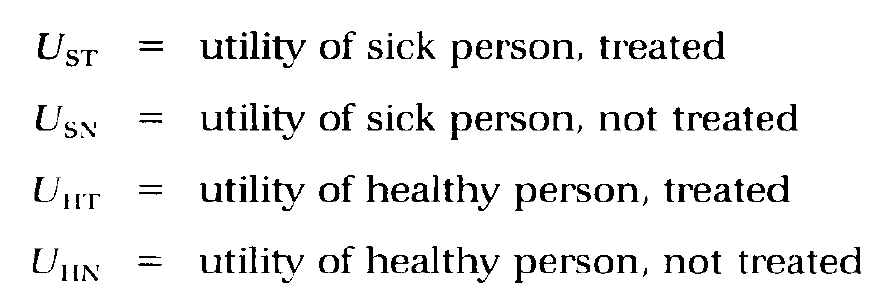 U_ST = utility of sick person, treated
U_SN = utility of sick person, not treated
U_HT = utility of healthy person, treated
U_HN = utility of healthy person, not treated